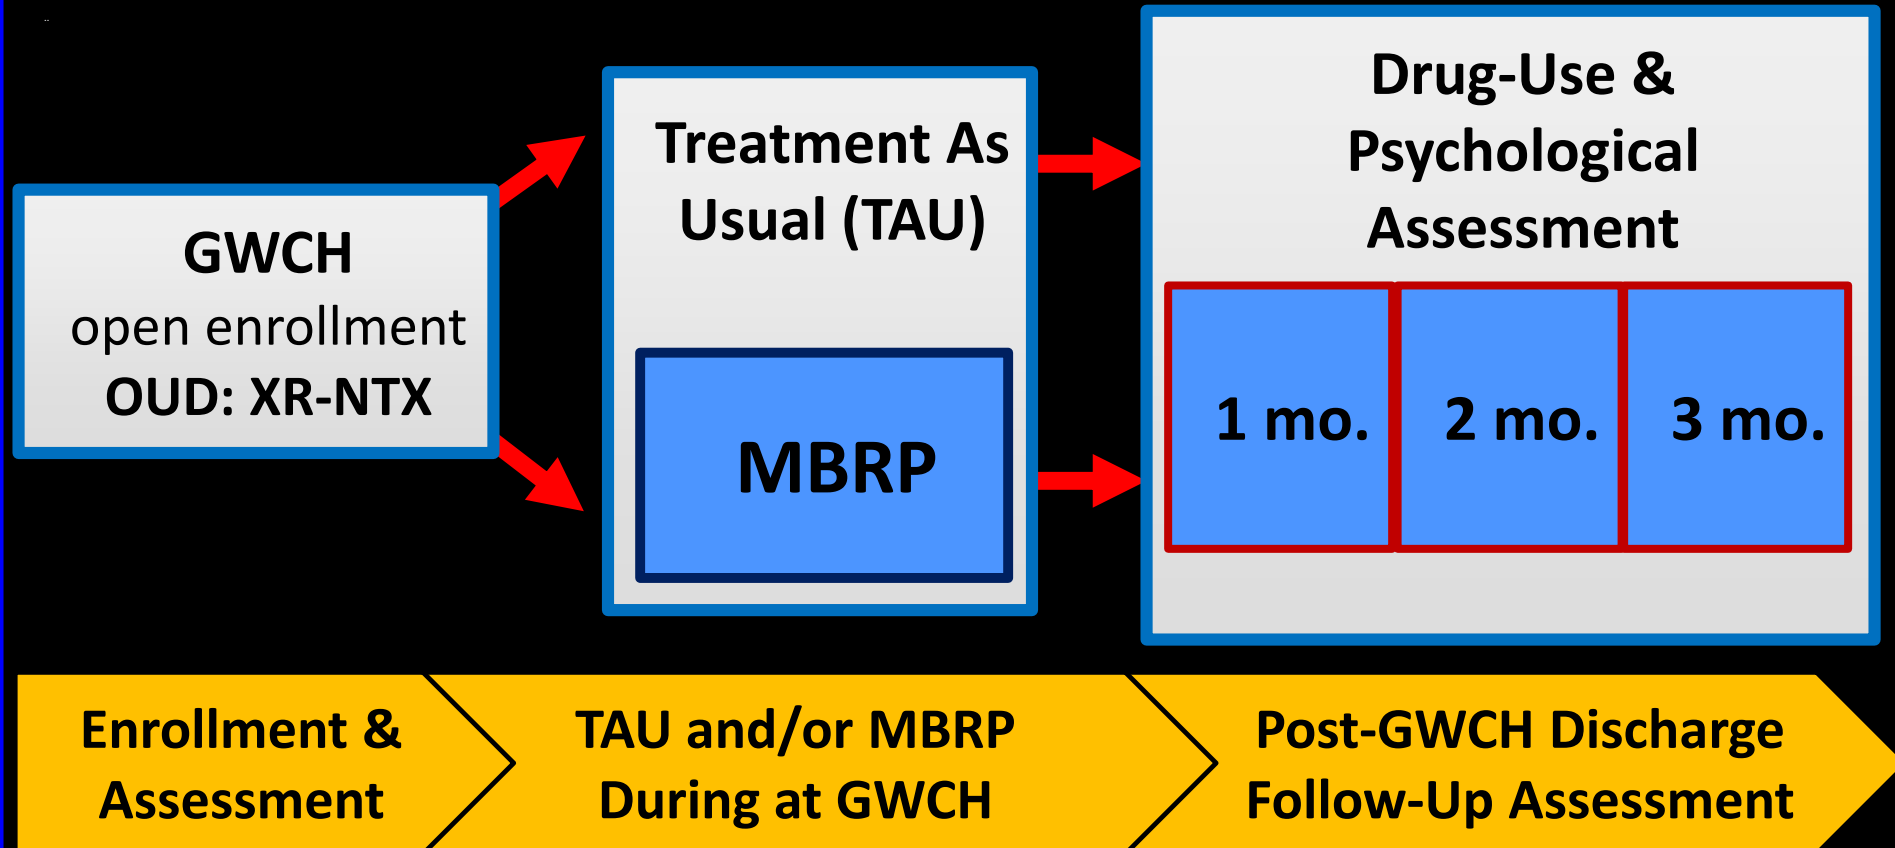 GWCH
open enrollment
OUD: XR-NTX
Treatment As
Usual (TAU)
MBRP
Drug-Use &
Psychological
Assessment
1 mo.
2 mo.
3 mo.
Enrollment &
Assessment
TAU and/or MBRP
During at GWCH
Post-GWCH Discharge
Follow-Up Assessment